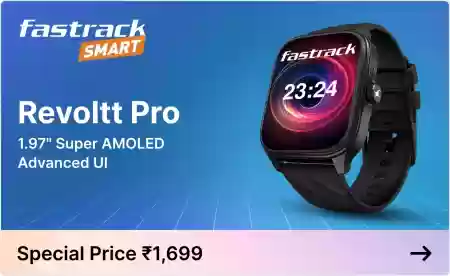 fastrack
SMART
Revoltt Pro
1.97" Super AMOLED
Advanced UI
fastrack
23:24
Special Price ₹1,699